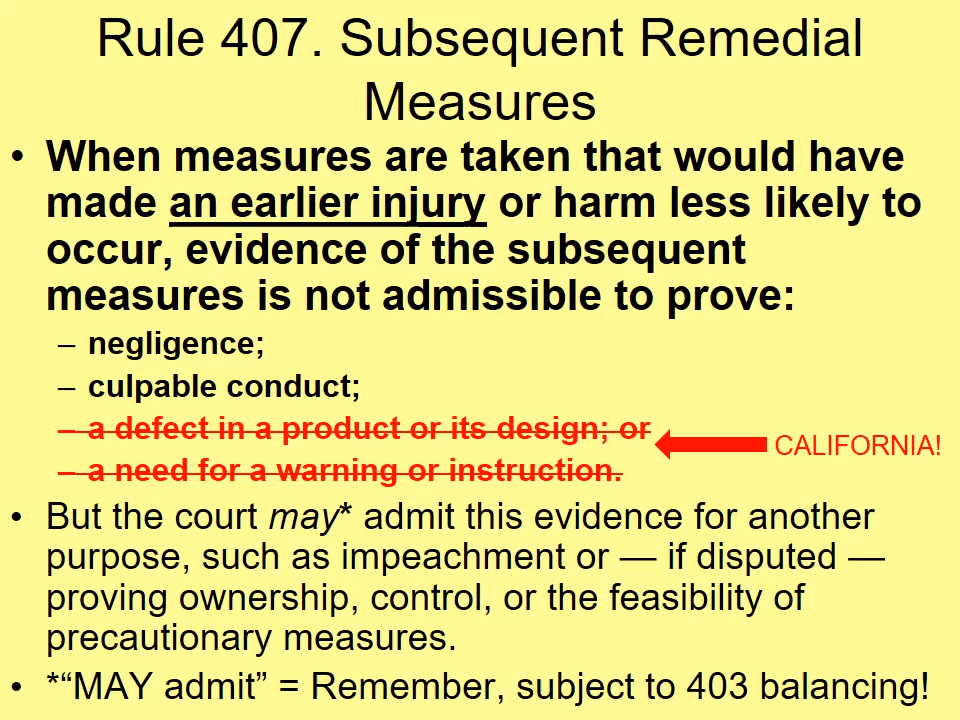 Rule 407. Subsequent Remedial
Measures
• When measures are taken that would have
made an earlier injury or harm less likely to
occur, evidence of the subsequent
measures is not admissible to prove:
– negligence;
– culpable conduct;
– a defect in a product or its design; or
– a need for a warning or instruction.
CALIFORNIA!
• But the court may* admit this evidence for another
purpose, such as impeachment or — if disputed —
proving ownership, control, or the feasibility of
precautionary measures.
• *“MAY admit” = Remember, subject to 403 balancing!